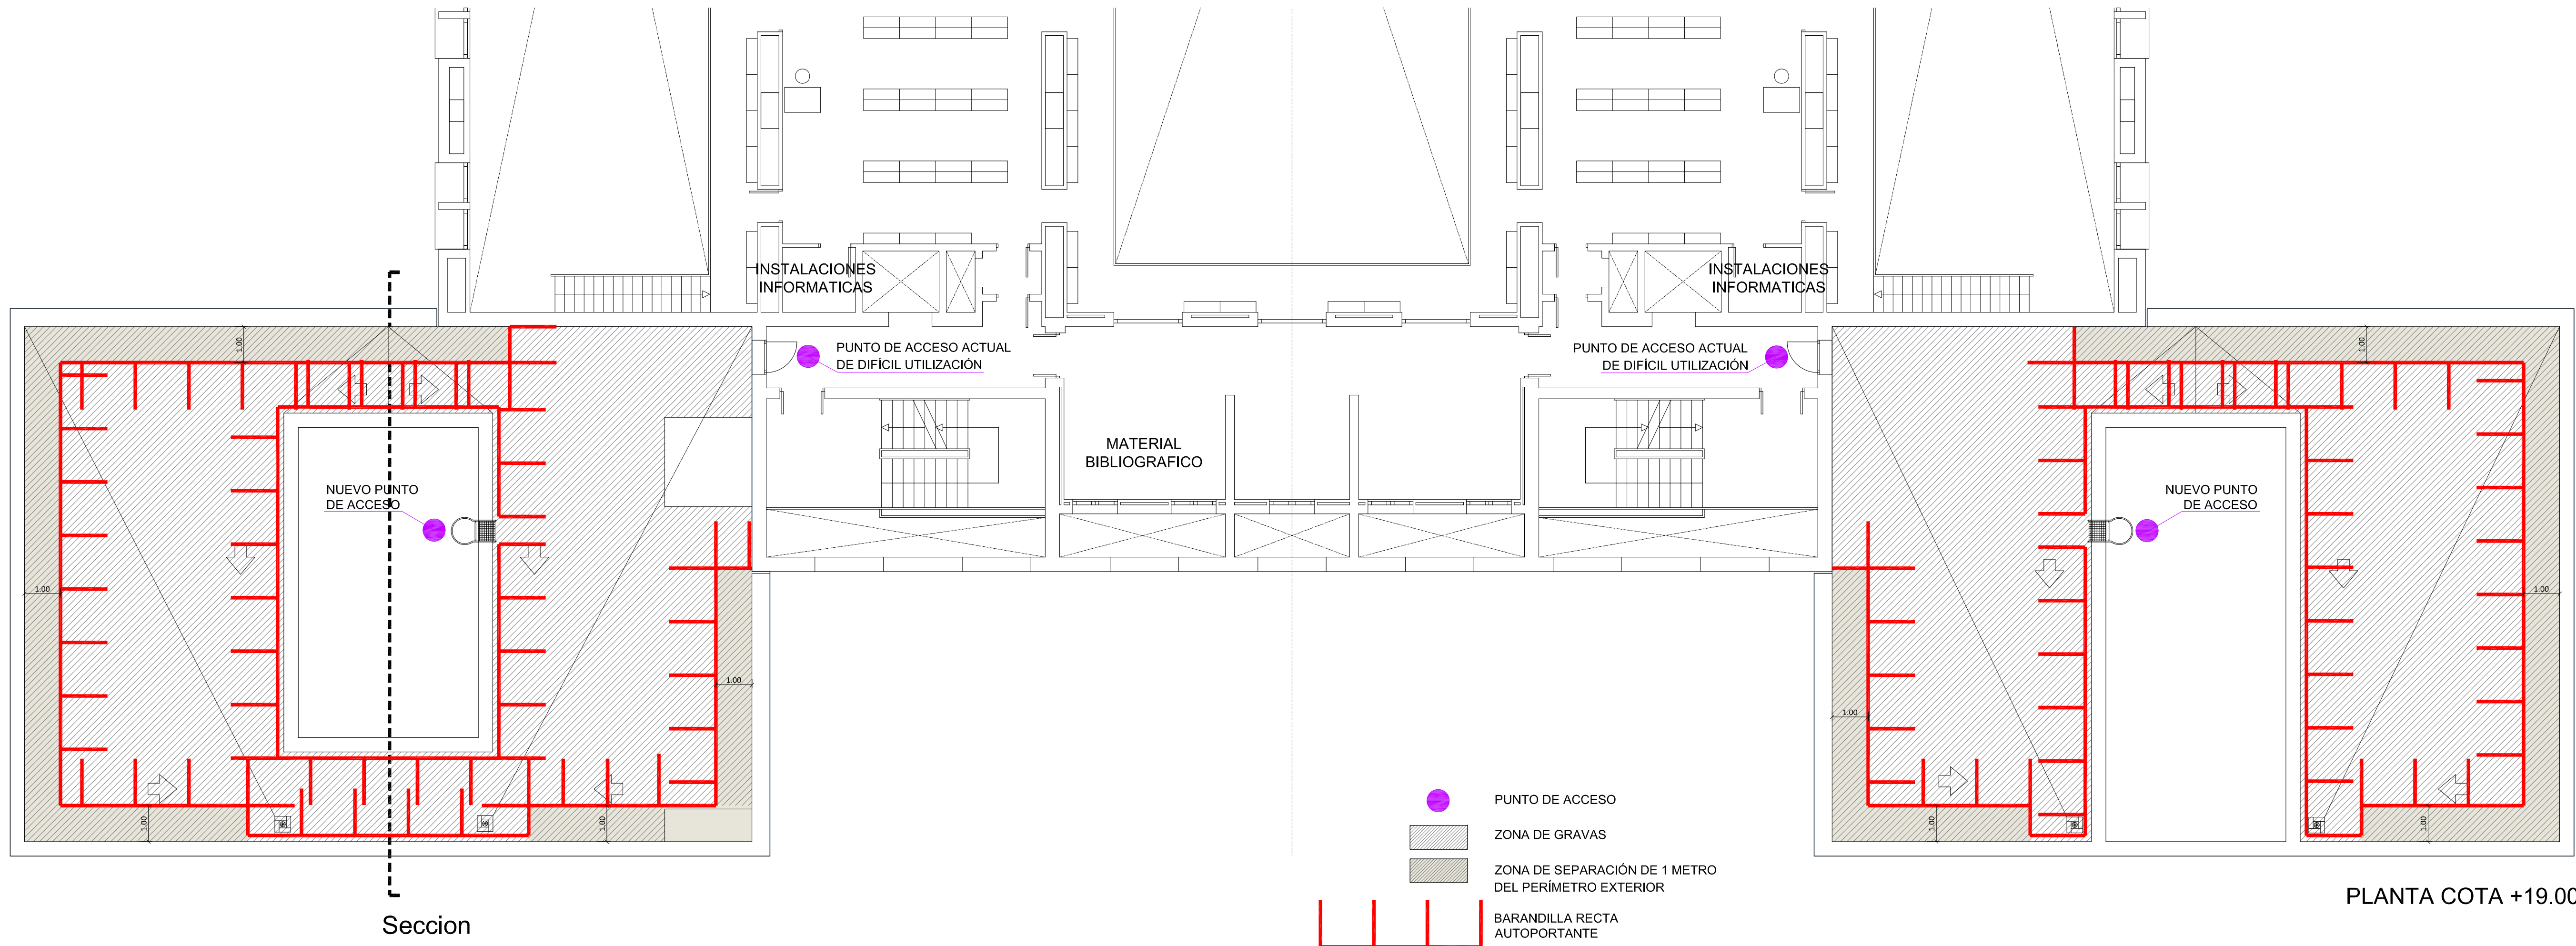 INSTALACIONES
INFORMATICAS
INSTALACIONES
INFORMATICAS
1.00
PUNTO DE ACCESO ACTUAL
DE DIFÍCIL UTILIZACIÓN
PUNTO DE ACCESO ACTUAL
DE DIFÍCIL UTILIZACIÓN
1.00
MATERIAL
BIBLIOGRAFICO
NUEVO PUNTO
DE ACCESO
NUEVO PUNTO
DE ACCESO
1.00
1.00
1.00
1.00
1.00
1.00
1.00
1.00
PUNTO DE ACCESO
ZONA DE GRAVAS
ZONA DE SEPARACIÓN DE 1 METRO
DEL PERÍMETRO EXTERIOR
BARANDILLA RECTA
AUTOPORTANTE
Seccion
PLANTA COTA +19.00